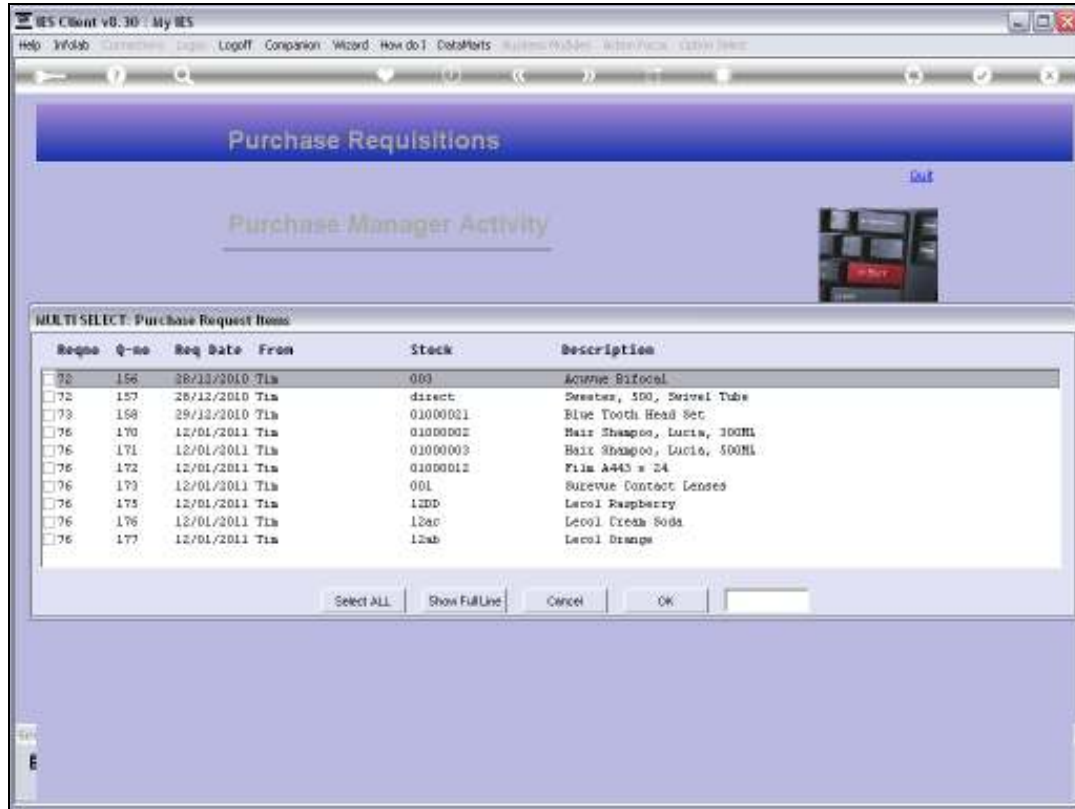 IES Client v8.30 : My IES
Help Infolab Logoff Companion Wizard How do I DataMarts
Purchase Requisitions
Quit
Purchase Manager Activity
MULTI SELECT: Purchase Request Items
Reqno Q-no Req Date From Stock Description
72 156 28/12/2010 Tim 003 Acuvue Bifocal
72 157 28/12/2010 Tim direct Sweetex, 500, Swivel Tube
73 158 29/12/2010 Tim 01000021 Blue Tooth Head Set
76 170 12/01/2011 Tim 01000002 Hair Shampoo, Lucia, 300ML
76 171 12/01/2011 Tim 01000003 Hair Shampoo, Lucia, 500ML
76 172 12/01/2011 Tim 01000012 Film A443 x 24
76 173 12/01/2011 Tim 001 Surevue Contact Lenses
76 175 12/01/2011 Tim 12DD Lecol Raspberry
76 176 12/01/2011 Tim 12ac Lecol Cream Soda
76 177 12/01/2011 Tim 12ab Lecol Orange
Select ALL Show Full Line Cancel OK